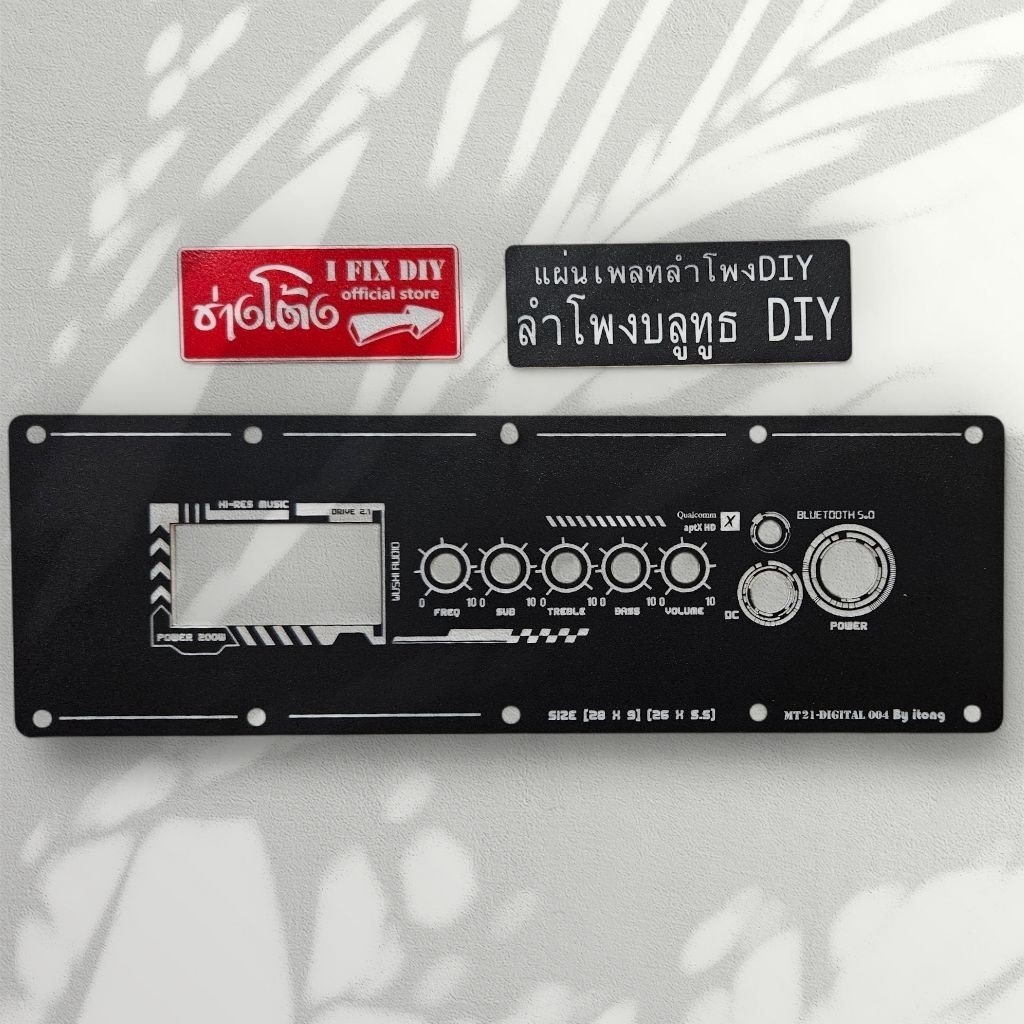 I FIX DIY
official store
ช่างโต้ง
แผ่นเพลทลำโพงDIY
ลำโพงบลูทูธ DIY
HI-RES MUSIC
DRIVE 2.1
WUSHI AUDIO
POWER 200W
Qualcomm
aptX HD
X
BLUETOOTH 5.0
0 10 0 10 0 10 0 10 0 10
FREQ SUB TREBLE BASS VOLUME
DC
POWER
SIZE [28 X 9] [26 X 5.5]
MT21-DIGITAL 004 By itong